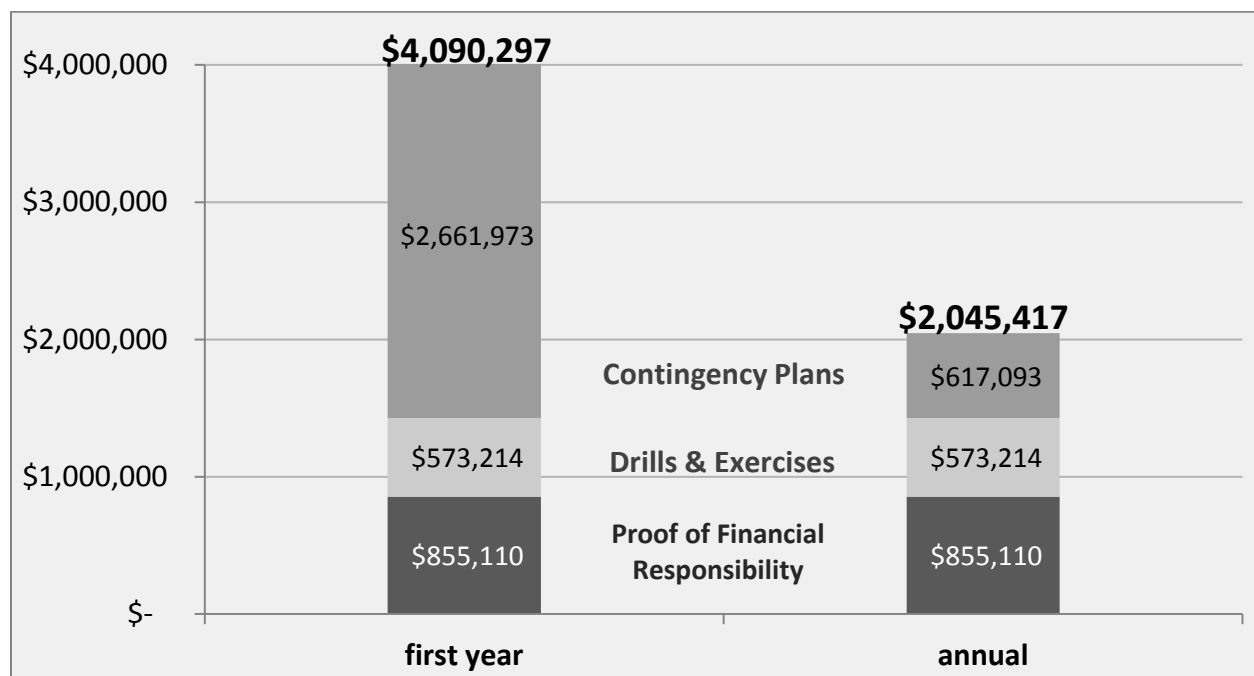 $4,090,297
$4,000,000
$3,000,000
$2,661,973
$2,045,417
$2,000,000
Contingency Plans
$617,093
$573,214
Drills & Exercises
$573,214
$1,000,000
Proof of Financial
Responsibility
$855,110
$855,110
$-
first year
annual